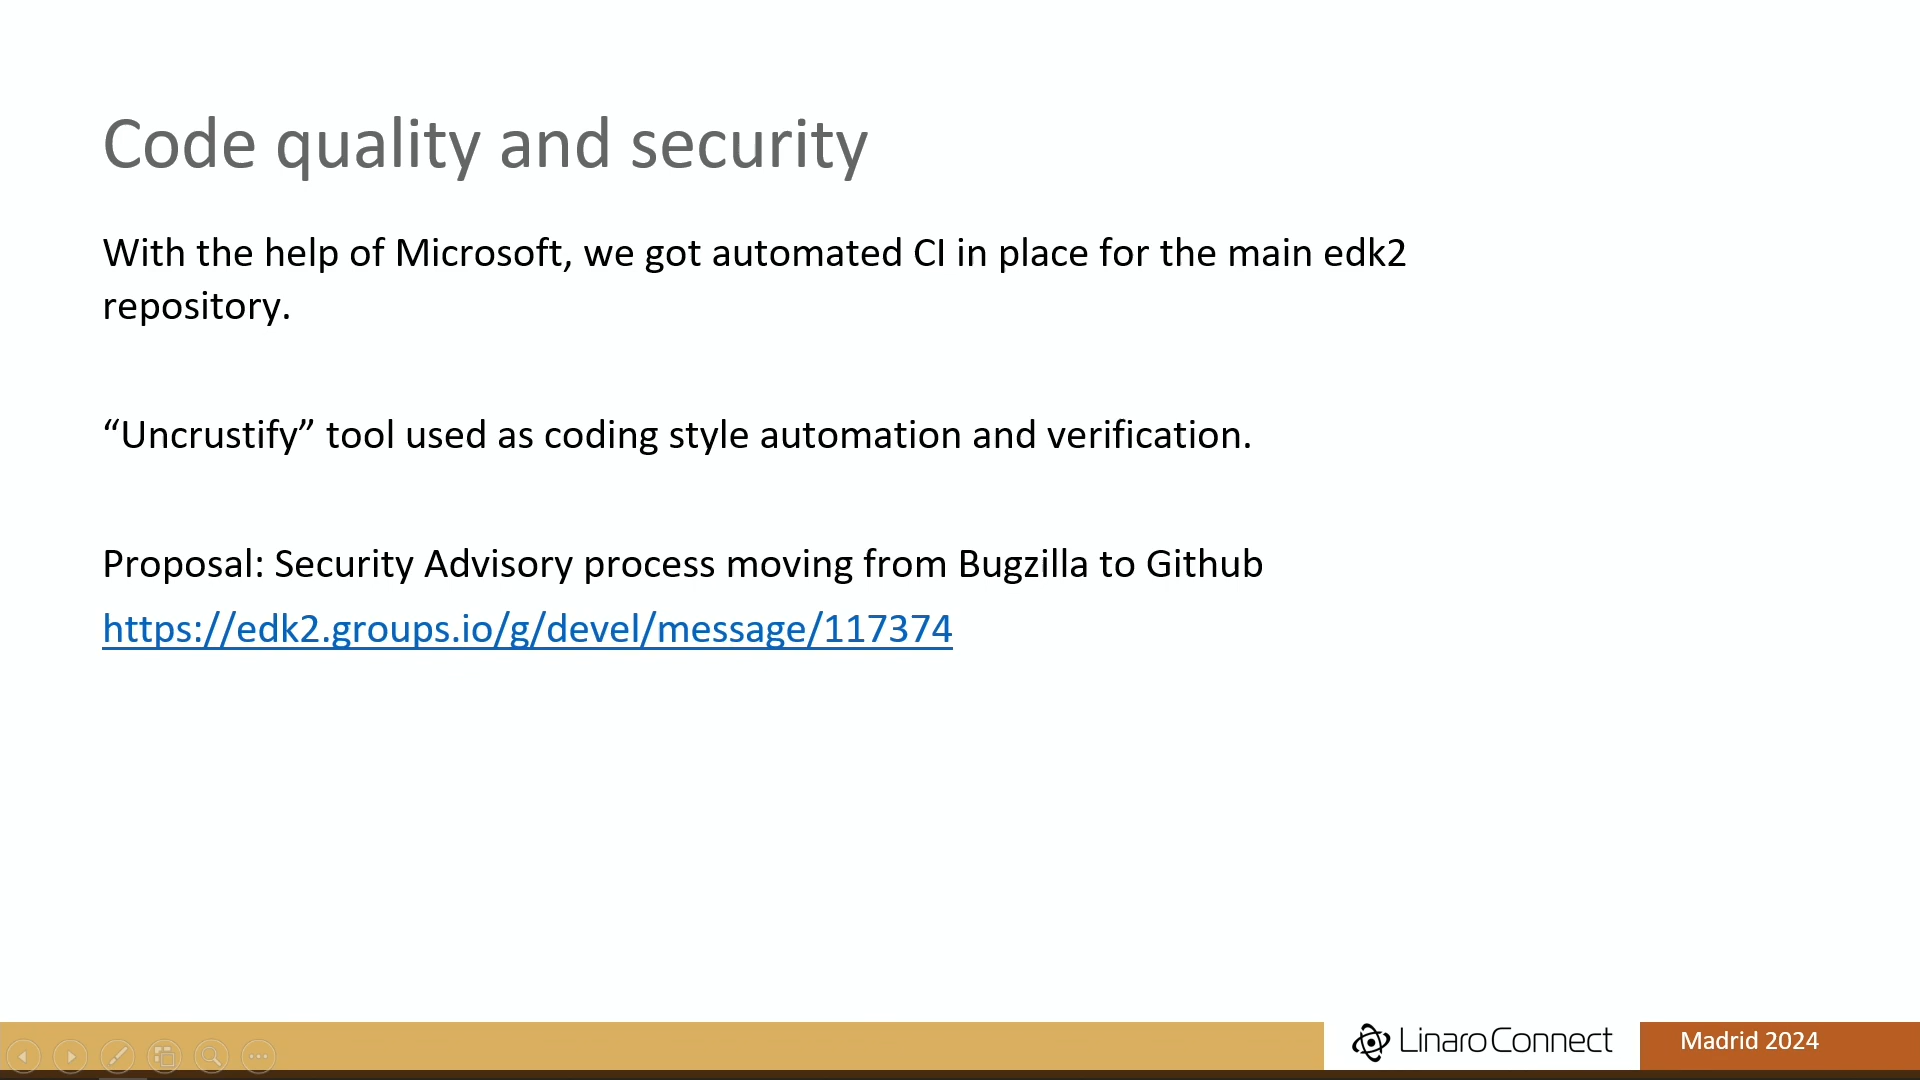 Code quality and security
With the help of Microsoft, we got automated CI in place for the main edk2
repository.
“Uncrustify” tool used as coding style automation and verification.
Proposal: Security Advisory process moving from Bugzilla to Github
https://edk2.groups.io/g/devel/message/117374
Linaro Connect
Madrid 2024